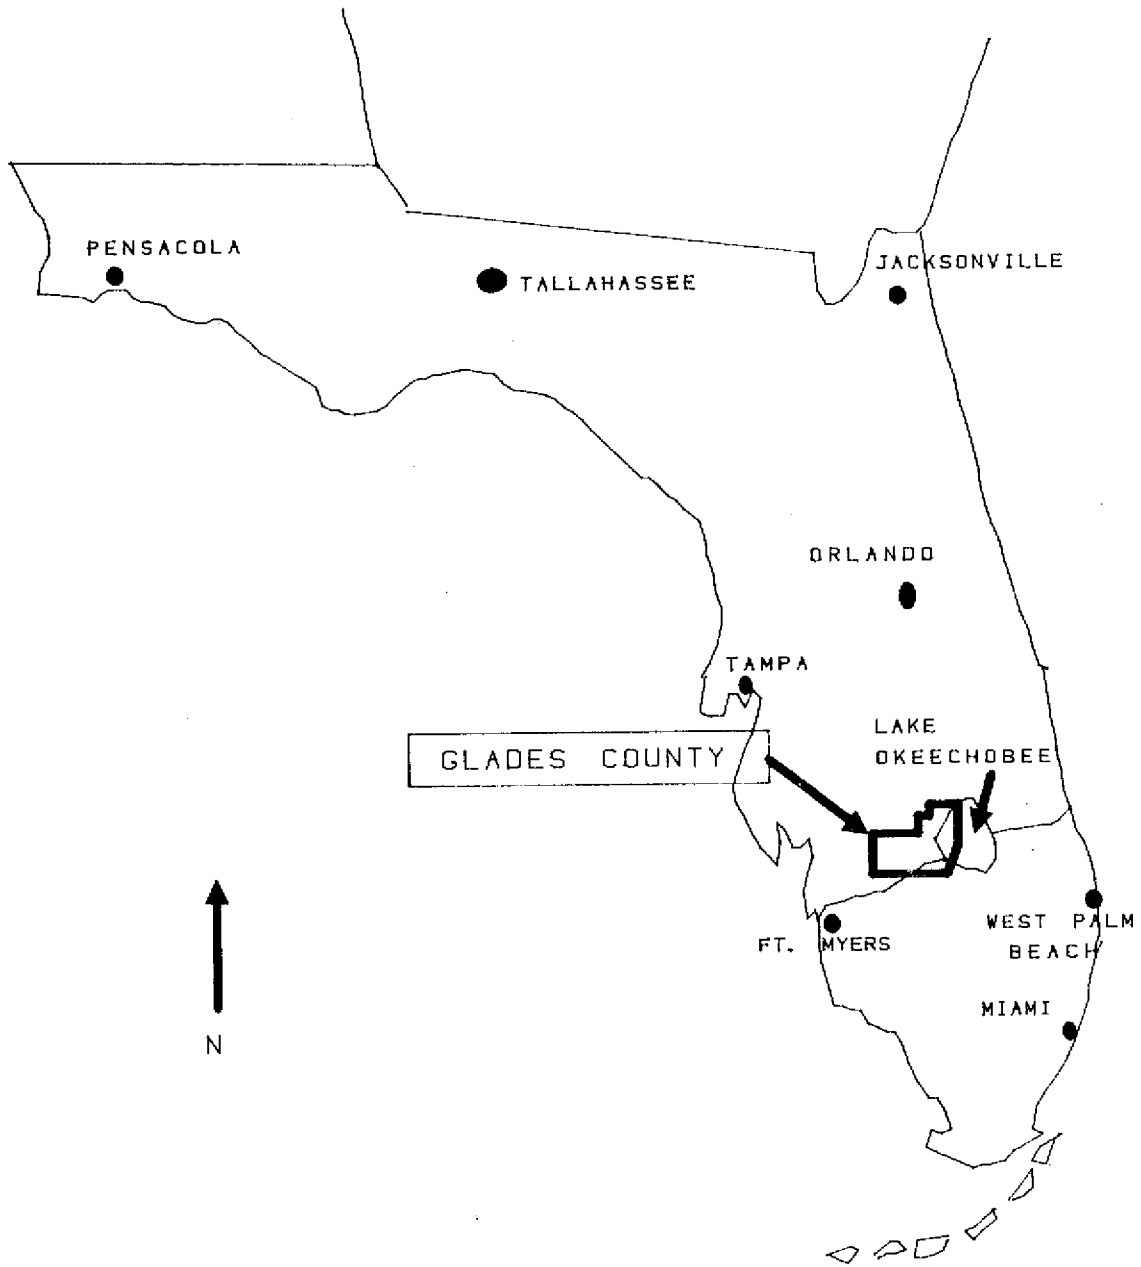 PENSACOLA
TALLAHASSEE
JACKSONVILLE
ORLANDO
TAMPA
LAKE
OKEECHOBEE
GLADES COUNTY
WEST PALM
BEACH
FT. MYERS
MIAMI
N